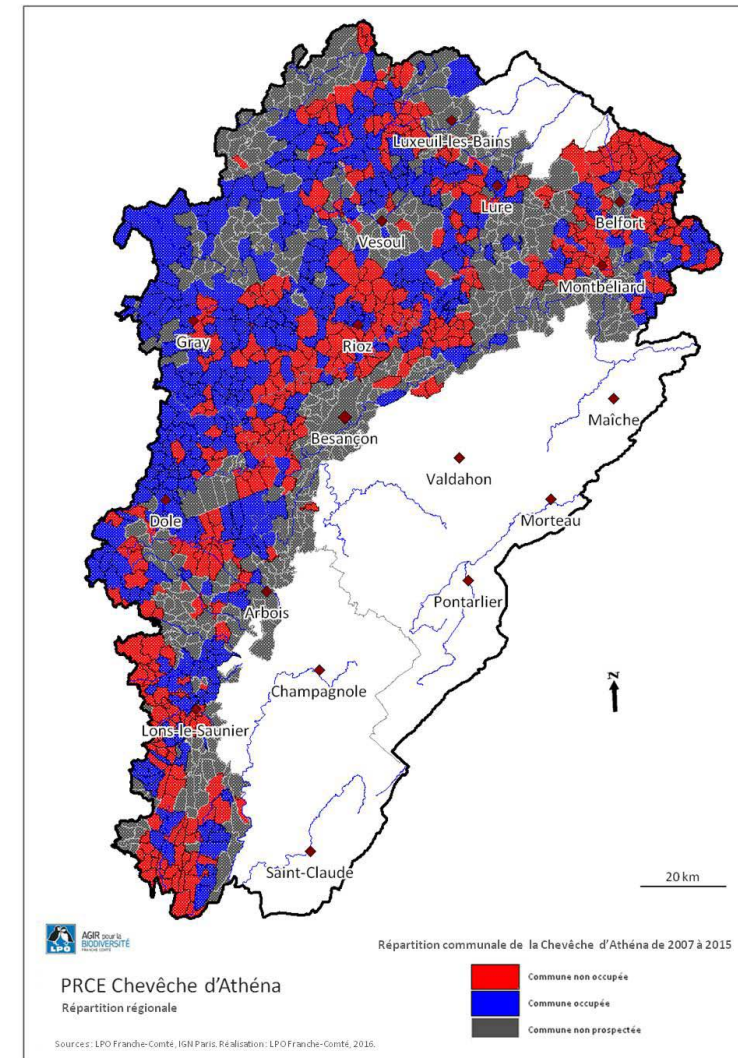 Luxeuil-les-Bains
Lure
Belfort
Vesoul
Montbéliard
Gray
Rioz
Maîche
Besançon
Valdahon
Dole
Morteau
Pontarlier
Arbois
Champagnole
N
Lons-le-Saunier
Saint-Claude
20 km
LPO
AGIR pour la
BIODIVERSITÉ
FRANCHE-COMTÉ
Répartition communale de la Chevêche d'Athéna de 2007 à 2015
PRCE Chevêche d'Athéna
Répartition régionale
Commune non occupée
Commune occupée
Commune non prospectée
Sources : LPO Franche-Comté, IGN Paris. Réalisation : LPO Franche-Comté, 2016.